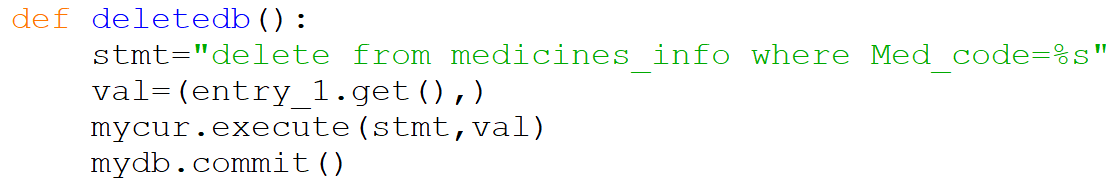 def deletedb():
    stmt="delete from medicines_info where Med_code=%s"
    val=(entry_1.get(),)
    mycur.execute(stmt,val)
    mydb.commit()